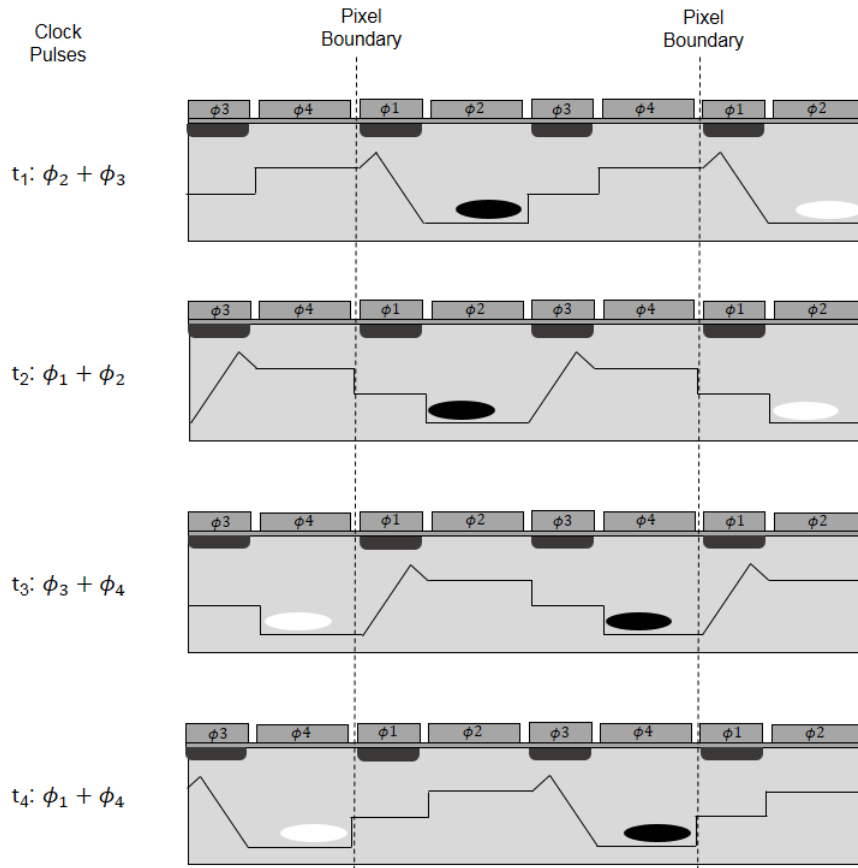 Clock
Pulses
Pixel
Boundary
Pixel
Boundary
ϕ3 ϕ4 ϕ1 ϕ2 ϕ3 ϕ4 ϕ1 ϕ2
t₁: ϕ₂ + ϕ₃
ϕ3 ϕ4 ϕ1 ϕ2 ϕ3 ϕ4 ϕ1 ϕ2
t₂: ϕ₁ + ϕ₂
ϕ3 ϕ4 ϕ1 ϕ2 ϕ3 ϕ4 ϕ1 ϕ2
t₃: ϕ₃ + ϕ₄
ϕ3 ϕ4 ϕ1 ϕ2 ϕ3 ϕ4 ϕ1 ϕ2
t₄: ϕ₁ + ϕ₄